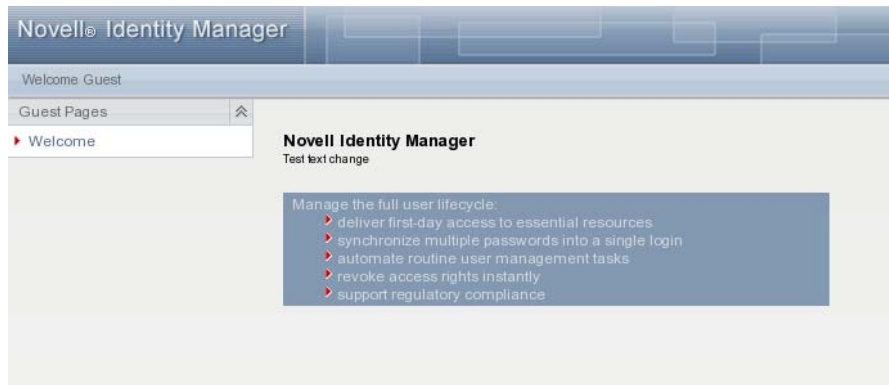 Novell® Identity Manager
Welcome Guest
Guest Pages
Welcome
Novell Identity Manager
Test text change
Manage the full user lifecycle:
deliver first-day access to essential resources
synchronize multiple passwords into a single login
automate routine user management tasks
revoke access rights instantly
support regulatory compliance